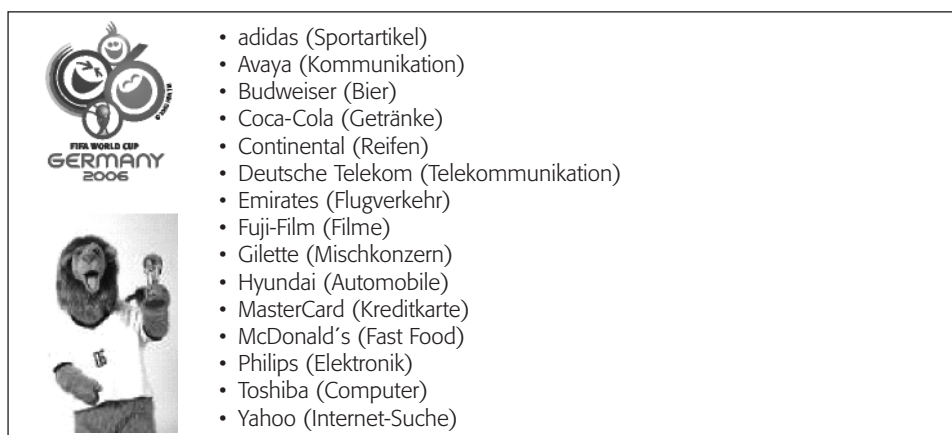 FIFA WORLD CUP
GERMANY
2006
• adidas (Sportartikel)
• Avaya (Kommunikation)
• Budweiser (Bier)
• Coca-Cola (Getränke)
• Continental (Reifen)
• Deutsche Telekom (Telekommunikation)
• Emirates (Flugverkehr)
• Fuji-Film (Filme)
• Gilette (Mischkonzern)
• Hyundai (Automobile)
• MasterCard (Kreditkarte)
• McDonald´s (Fast Food)
• Philips (Elektronik)
• Toshiba (Computer)
• Yahoo (Internet-Suche)